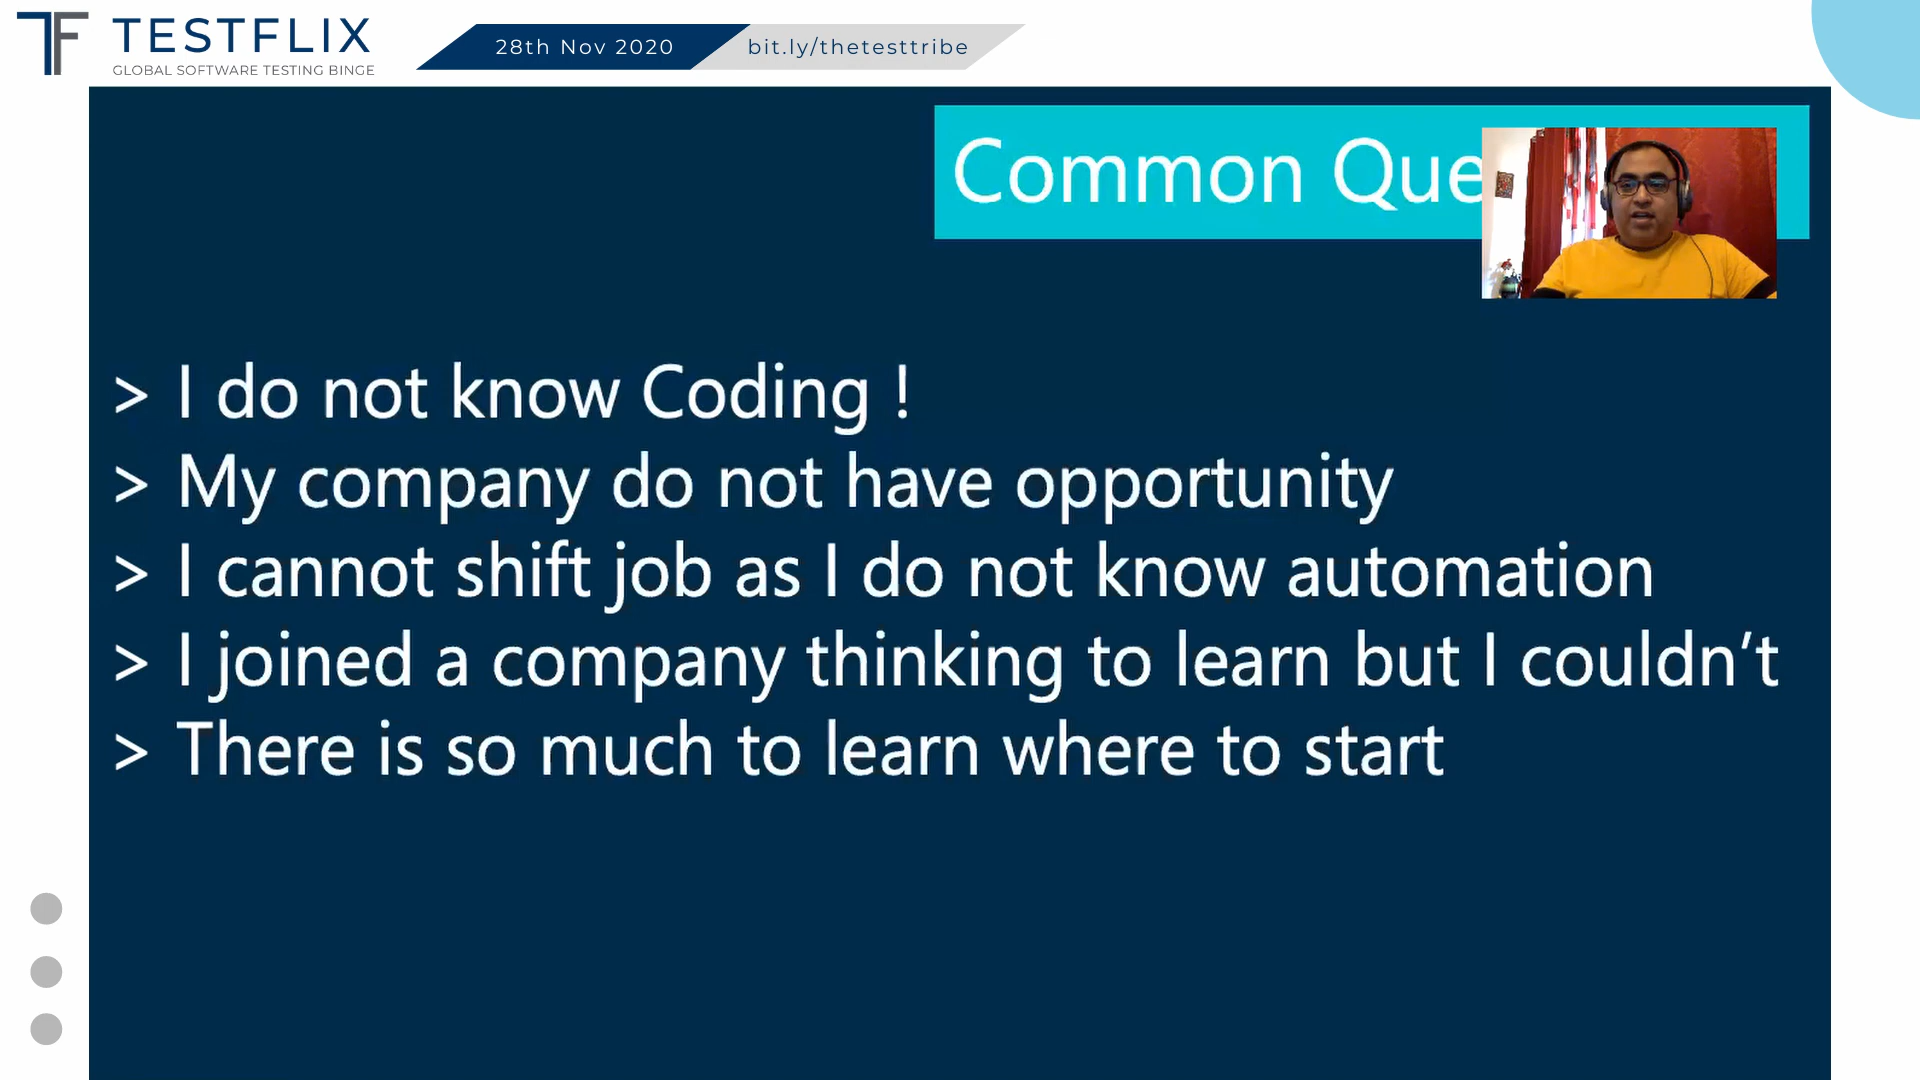 TF TESTFLIX
GLOBAL SOFTWARE TESTING BINGE
28th Nov 2020
bit.ly/thetesttribe
Common Que
> I do not know Coding !
> My company do not have opportunity
> I cannot shift job as I do not know automation
> I joined a company thinking to learn but I couldn’t
> There is so much to learn where to start